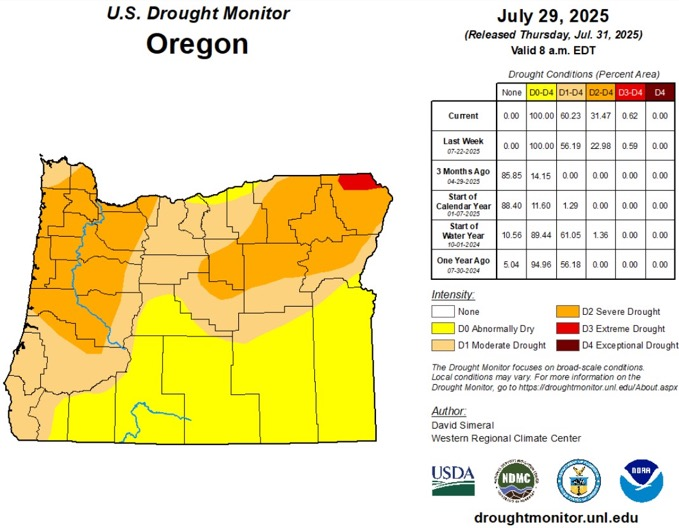 U.S. Drought Monitor
Oregon
July 29, 2025
(Released Thursday, Jul. 31, 2025)
Valid 8 a.m. EDT
Drought Conditions (Percent Area)
None D0-D4 D1-D4 D2-D4 D3-D4 D4
Current 0.00 100.00 60.23 31.47 0.62 0.00
Last Week
07-22-2025 0.00 100.00 56.19 22.98 0.59 0.00
3 Months Ago
04-29-2025 85.85 14.15 0.00 0.00 0.00 0.00
Start of
Calendar Year
01-07-2025 88.40 11.60 1.29 0.00 0.00 0.00
Start of
Water Year
10-01-2024 10.56 89.44 61.05 1.36 0.00 0.00
One Year Ago
07-30-2024 5.04 94.96 56.18 0.00 0.00 0.00
Intensity:
None
D0 Abnormally Dry
D1 Moderate Drought
D2 Severe Drought
D3 Extreme Drought
D4 Exceptional Drought
The Drought Monitor focuses on broad-scale conditions.
Local conditions may vary. For more information on the
Drought Monitor, go to https://droughtmonitor.unl.edu/About.aspx
Author:
David Simeral
Western Regional Climate Center
USDA
NDMC
NOAA
droughtmonitor.unl.edu